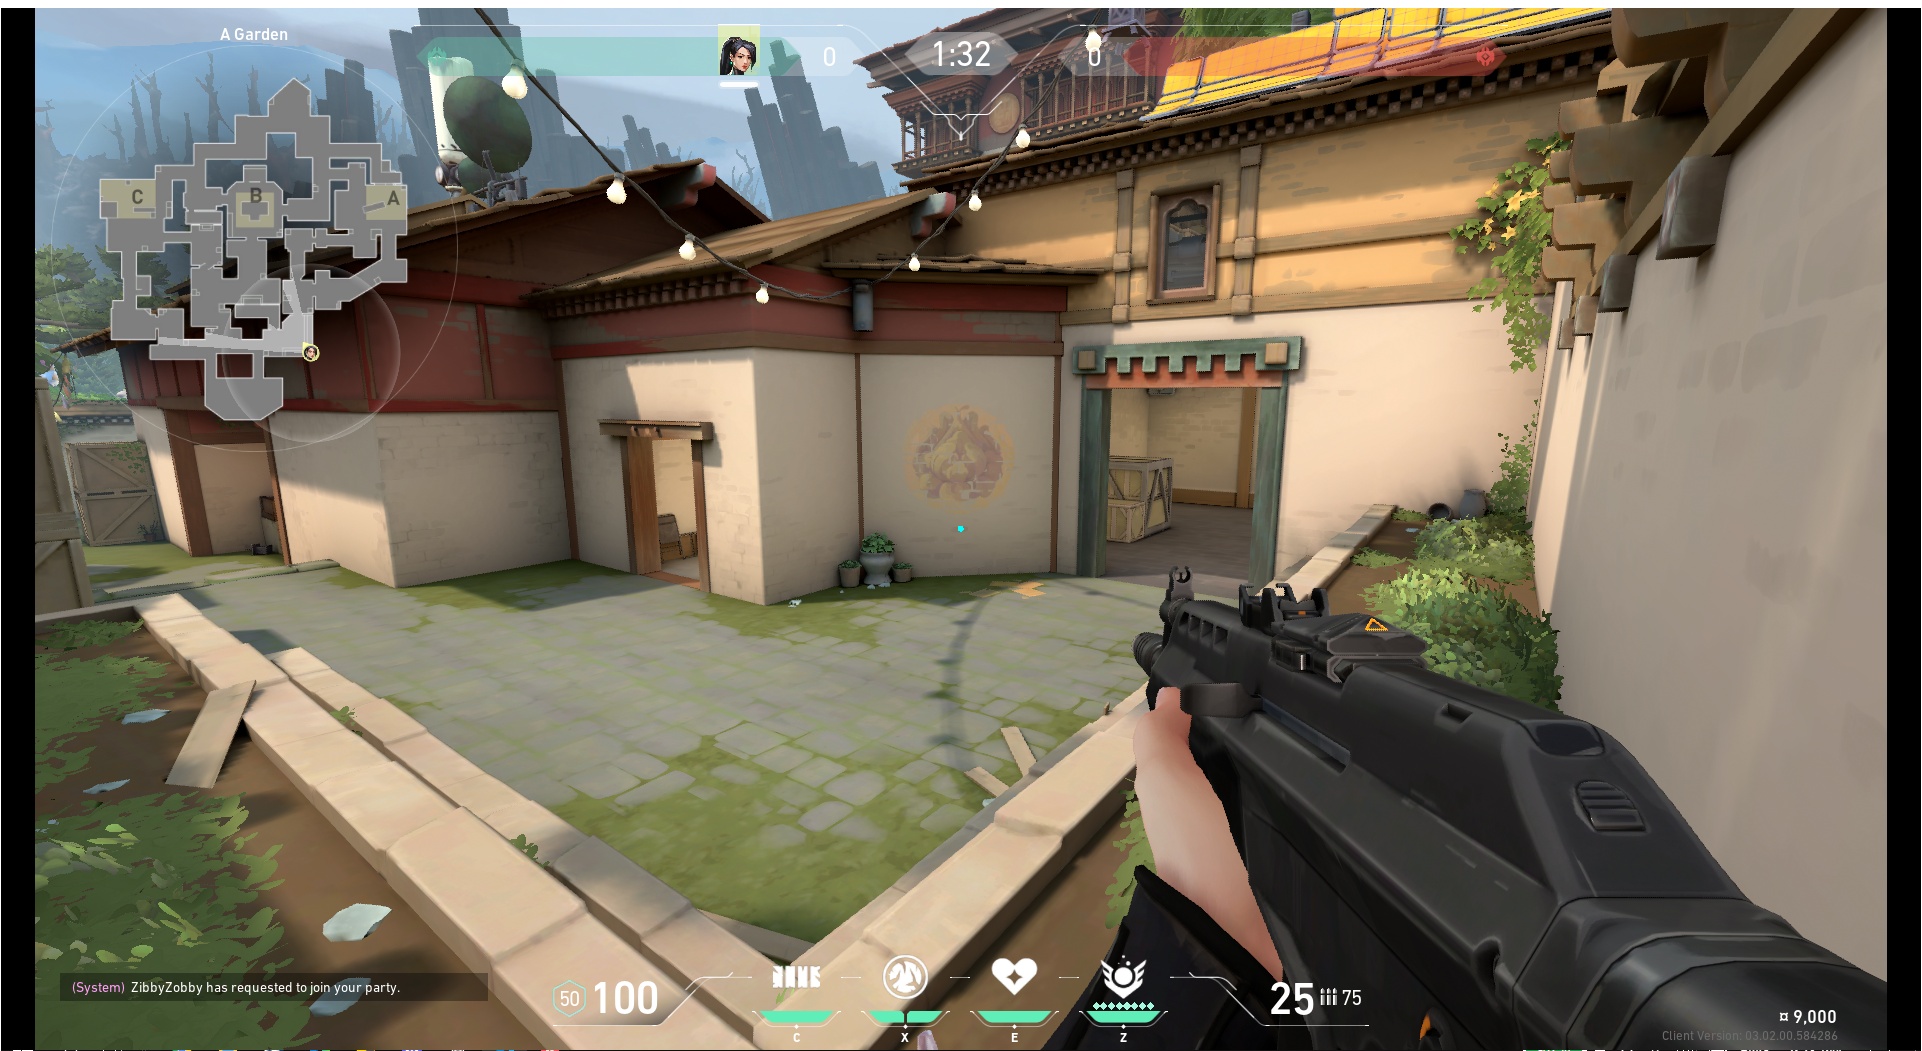 A Garden
0
1:32
0
C
B
A
(System) ZibbyZobby has requested to join your party.
50
100
25
75
C
X
E
Z
¤ 9,000
Client Version: 03.02.00.584286